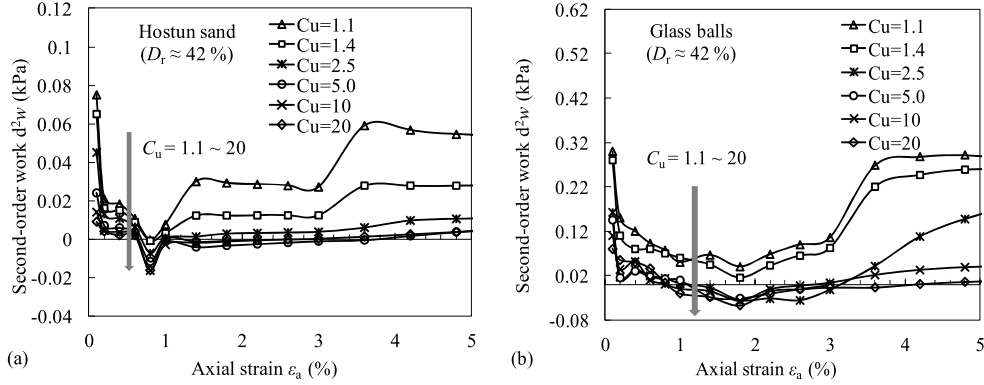 0.12
0.1
0.08
0.06
0.04
0.02
0
-0.02
-0.04
Second-order work d²w (kPa)
Hostun sand
(Dr ≈ 42 %)
Cu=1.1
Cu=1.4
Cu=2.5
Cu=5.0
Cu=10
Cu=20
Cu = 1.1 ~ 20
0 1 2 3 4 5
Axial strain εa (%)
(a)
0.62
0.52
0.42
0.32
0.22
0.12
0.02
-0.08
Second-order work d²w (kPa)
Glass balls
(Dr ≈ 42 %)
Cu=1.1
Cu=1.4
Cu=2.5
Cu=5.0
Cu=10
Cu=20
Cu = 1.1 ~ 20
0 1 2 3 4 5
Axial strain εa (%)
(b)